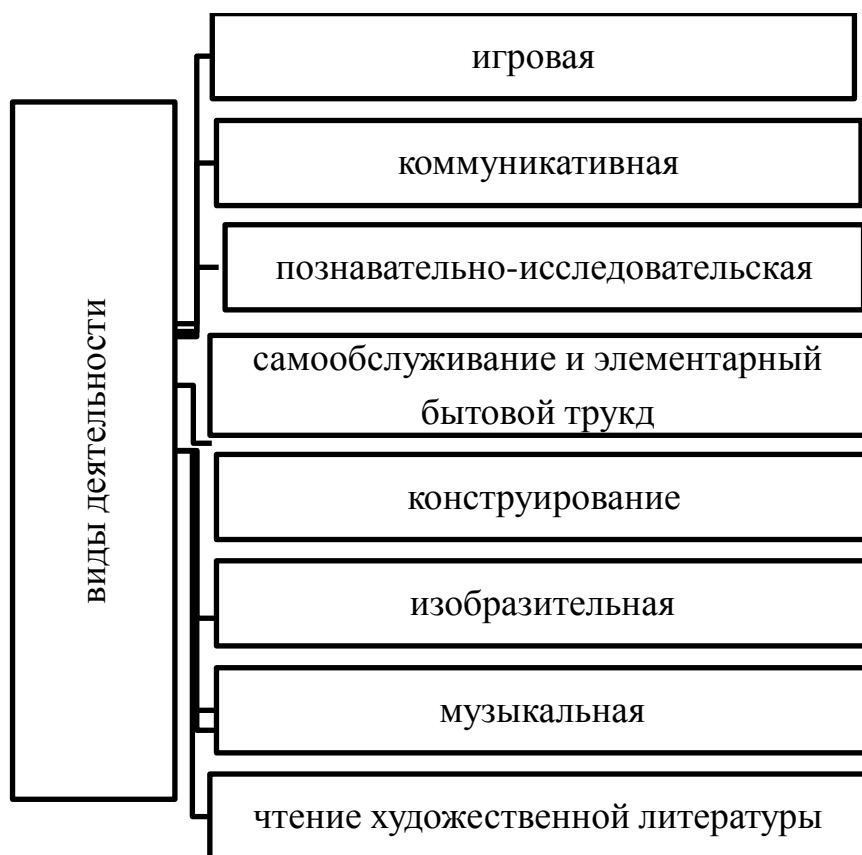 виды деятельности
игровая
коммуникативная
познавательно-исследовательская
самообслуживание и элементарный
бытовой трукд
конструирование
изобразительная
музыкальная
чтение художественной литературы